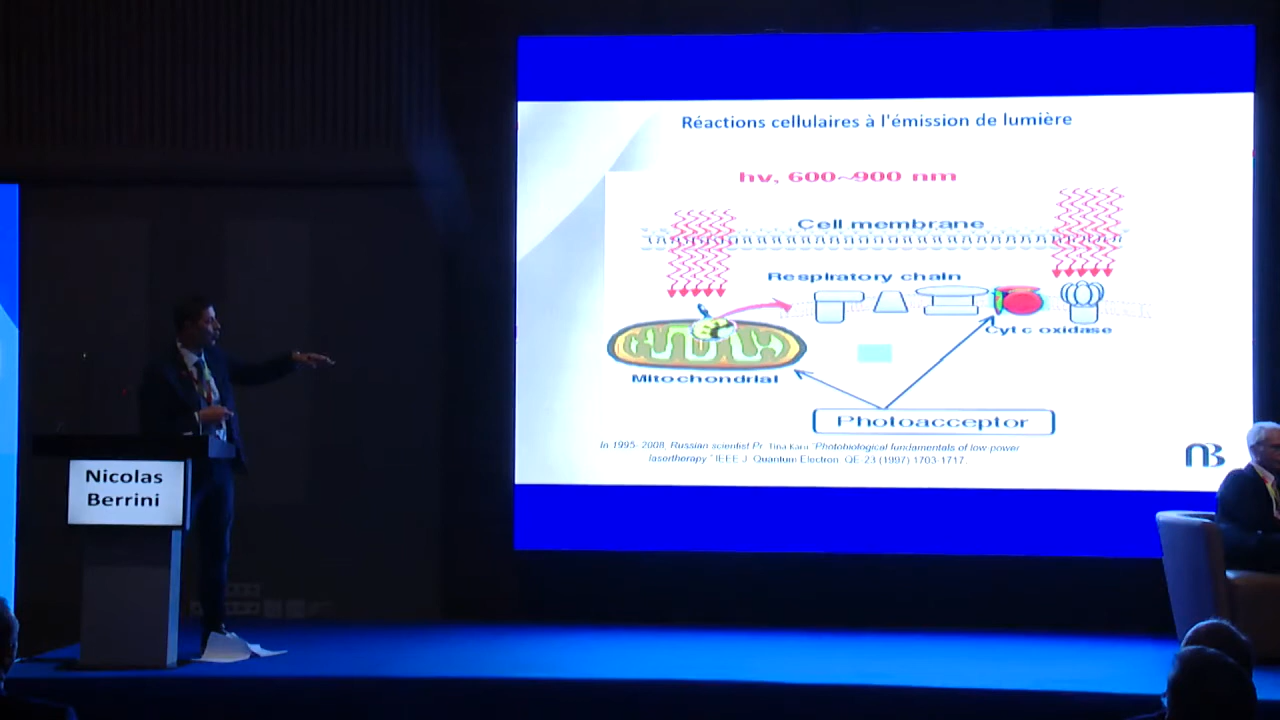 Réactions cellulaires à l'émission de lumière
hv, 600~900 nm
Cell membrane
Respiratory chain
Cyt c oxidase
Mitochondrial
Photoacceptor
In 1995- 2008, Russian scientist Pr. Tina Karu "Photobiological fundamentals of low power
lasertherapy." IEEE J. Quantum Electron. QE-23 (1997) 1703-1717.
NB
Nicolas
Berrini